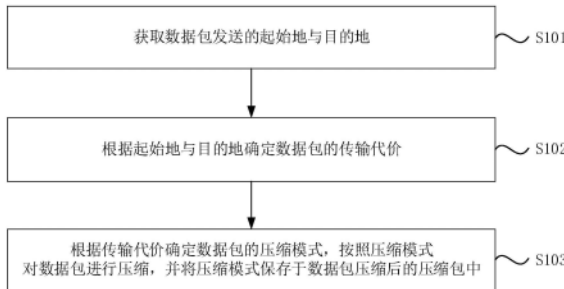 获取数据包发送的起始地与目的地
S101
根据起始地与目的地确定数据包的传输代价
S102
根据传输代价确定数据包的压缩模式，按照压缩模式
对数据包进行压缩，并将压缩模式保存于数据包压缩后的压缩包中
S103